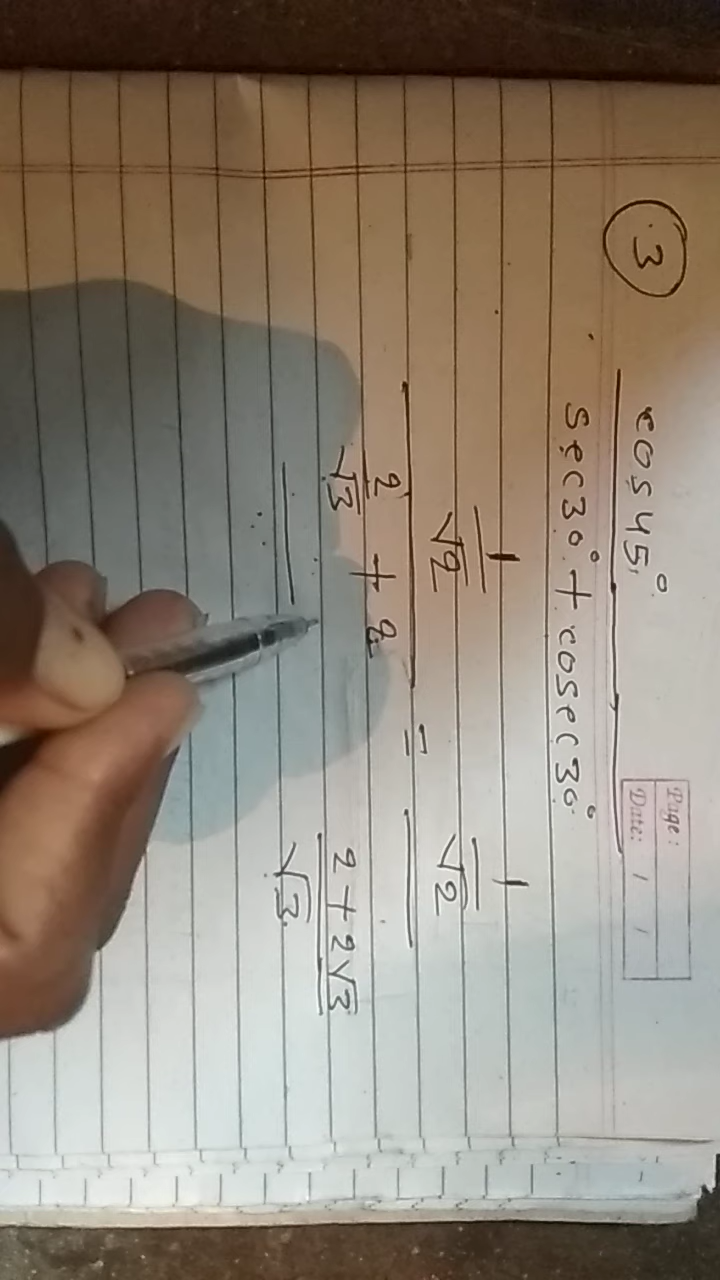 Page:
Date: / /
3
cos45°
sec30° + cosec30°
1 1
√2 √2
=
2 + 2 2+2√3
√3 √3